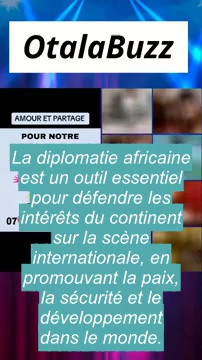 OtalaBuzz
AMOUR ET PARTAGE
POUR NOTRE
La diplomatie africaine
est un outil essentiel
pour défendre les
intérêts du continent
sur la scène
internationale, en
promouvant la paix,
la sécurité et le
développement
dans le monde.